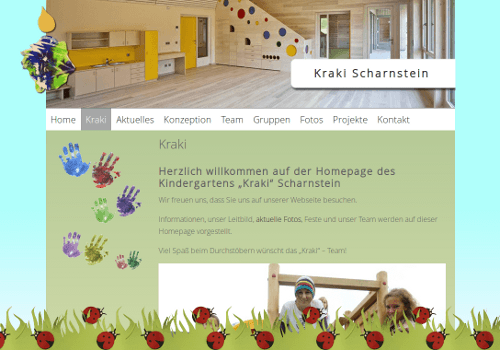 Kraki Scharnstein
Home Kraki Aktuelles Konzeption Team Gruppen Fotos Projekte Kontakt
Kraki
Herzlich willkommen auf der Homepage des
Kindergartens „Kraki“ Scharnstein
Wir freuen uns, dass Sie uns auf unserer Webseite besuchen.
Informationen, unser Leitbild, aktuelle Fotos, Feste und unser Team werden auf dieser
Homepage vorgestellt.
Viel Spaß beim Durchstöbern wünscht das „Kraki“ – Team!